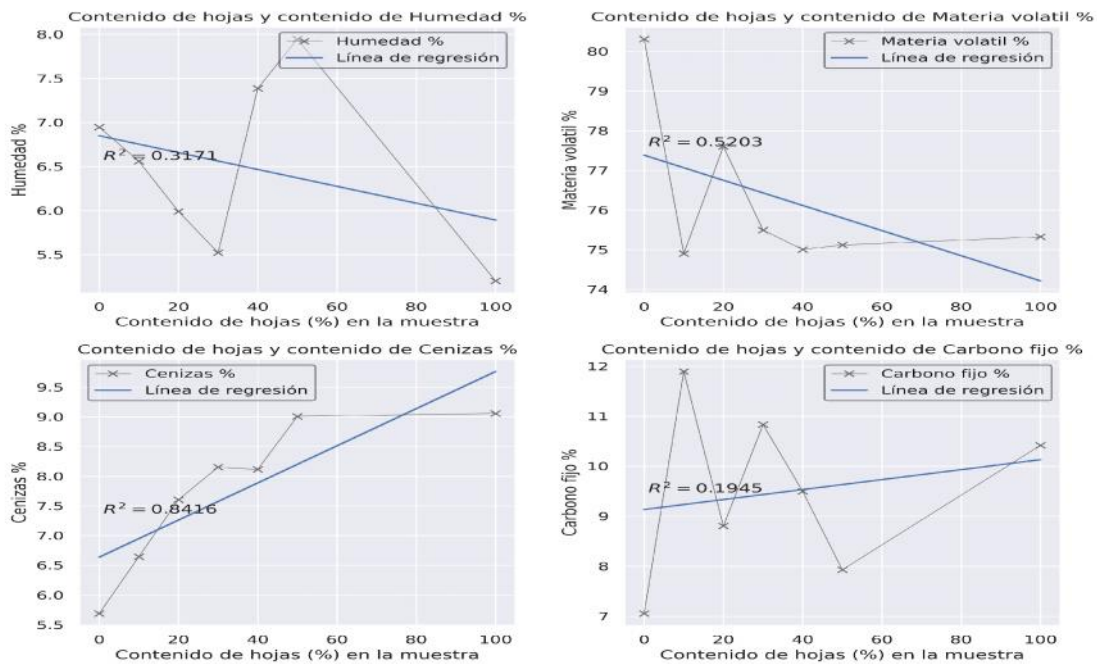 Contenido de hojas y contenido de Humedad %
8.0
7.5
7.0
6.5
6.0
5.5
Humedad %
Humedad %
Línea de regresión
R² = 0.3171
0 20 40 60 80 100
Contenido de hojas (%) en la muestra
Contenido de hojas y contenido de Materia volatil %
80
79
78
77
76
75
74
Materia volatil %
Materia volatil %
Línea de regresión
R² = 0.5203
0 20 40 60 80 100
Contenido de hojas (%) en la muestra
Contenido de hojas y contenido de Cenizas %
9.5
9.0
8.5
8.0
7.5
7.0
6.5
6.0
5.5
Cenizas %
Cenizas %
Línea de regresión
R² = 0.8416
0 20 40 60 80 100
Contenido de hojas (%) en la muestra
Contenido de hojas y contenido de Carbono fijo %
12
11
10
9
8
7
Carbono fijo %
Carbono fijo %
Línea de regresión
R² = 0.1945
0 20 40 60 80 100
Contenido de hojas (%) en la muestra